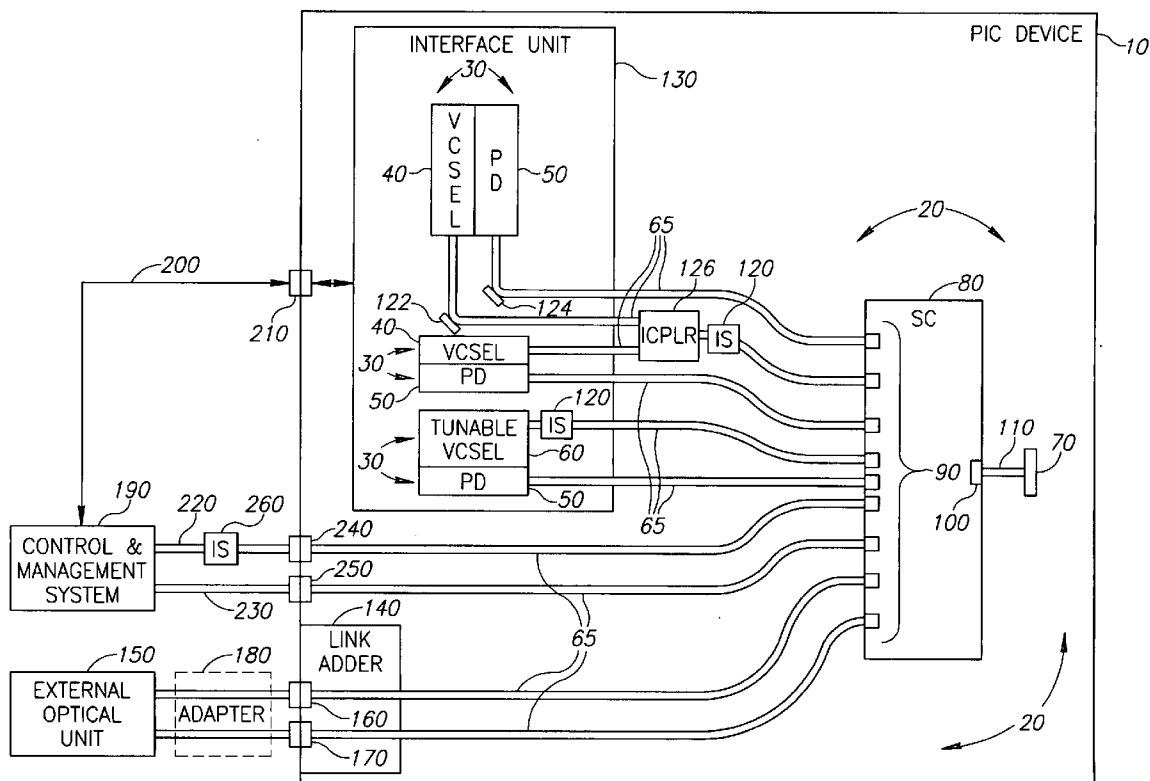 PIC DEVICE
10
INTERFACE UNIT
30
130
VCSEL
PD
40
50
20
200
65
126
120
80
SC
122
124
210
ICPLR
IS
40
VCSEL
30
PD
50
120
TUNABLE
VCSEL
IS
60
30
PD
50
65
90
110
70
100
190
220
260
240
CONTROL &
MANAGEMENT
SYSTEM
IS
250
230
140
65
LINK
ADDER
150
180
EXTERNAL
OPTICAL
UNIT
ADAPTER
160
170
20